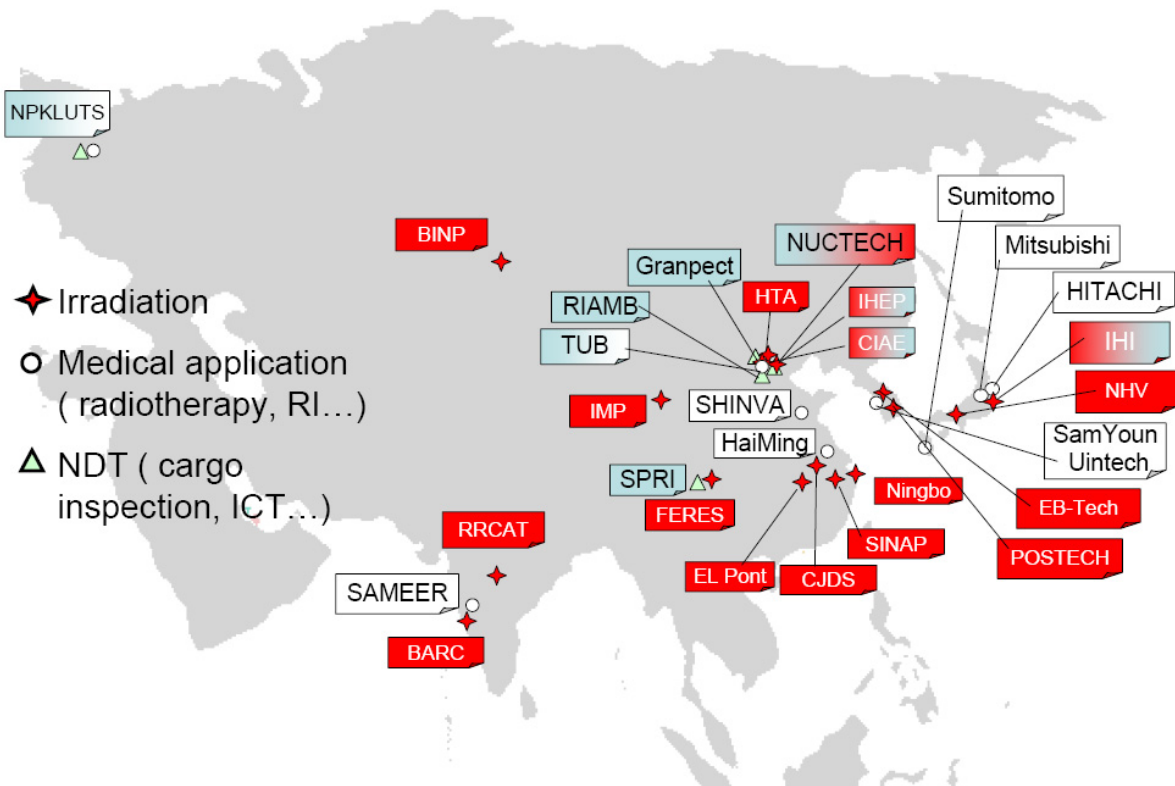 NPKLUTS
Sumitomo
BINP
NUCTECH
Mitsubishi
Granpect
HTA
IHEP
HITACHI
Irradiation
RIAMB
TUB
CIAE
IHI
Medical application
( radiotherapy, RI...)
IMP
SHINVA
NHV
HaiMing
SamYoun
Uintech
NDT ( cargo
inspection, ICT...)
SPRI
FERES
Ningbo
EB-Tech
RRCAT
SINAP
POSTECH
EL Pont
CJDS
SAMEER
BARC